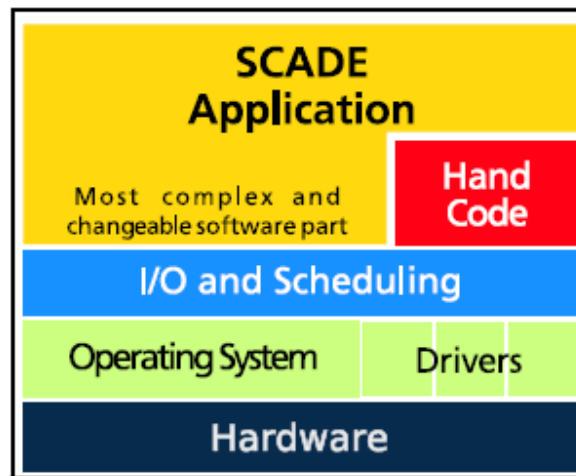 SCADE
Application
Most complex and
changeable software part
Hand
Code
I/O and Scheduling
Operating System
Drivers
Hardware